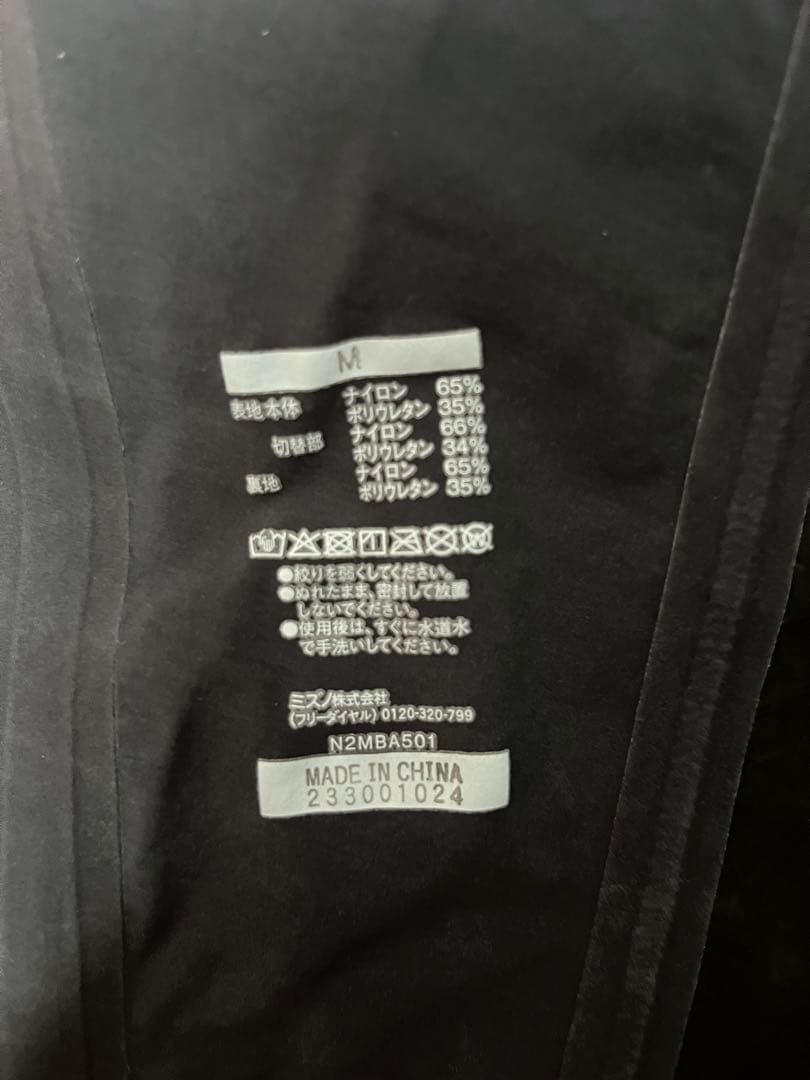 M
表地 本体 ナイロン 65%
ポリウレタン 35%
切替部 ナイロン 66%
ポリウレタン 34%
裏地 ナイロン 65%
ポリウレタン 35%
●絞りを弱くしてください。
●ぬれたまま、密封して放置
しないでください。
●使用後は、すぐに水道水
で手洗いしてください。
ミズノ株式会社
(フリーダイヤル) 0120-320-799
N2MBA501
MADE IN CHINA
233001024